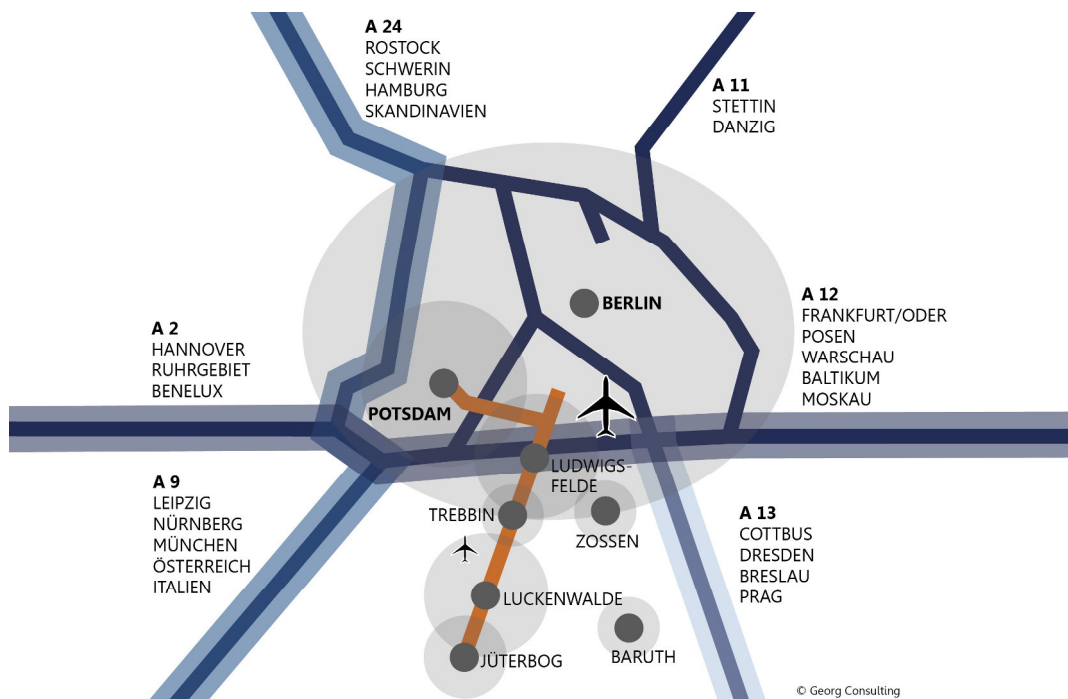 A 24
ROSTOCK
SCHWERIN
HAMBURG
SKANDINAVIEN
A 11
STETTIN
DANZIG
BERLIN
A 12
FRANKFURT/ODER
POSEN
WARSCHAU
BALTIKUM
MOSKAU
A 2
HANNOVER
RUHRGEBIET
BENELUX
POTSDAM
LUDWIGS-
FELDE
A 9
LEIPZIG
NÜRNBERG
MÜNCHEN
ÖSTERREICH
ITALIEN
TREBBIN
ZOSSEN
A 13
COTTBUS
DRESDEN
BRESLAU
PRAG
LUCKENWALDE
JÜTERBOG
BARUTH
© Georg Consulting